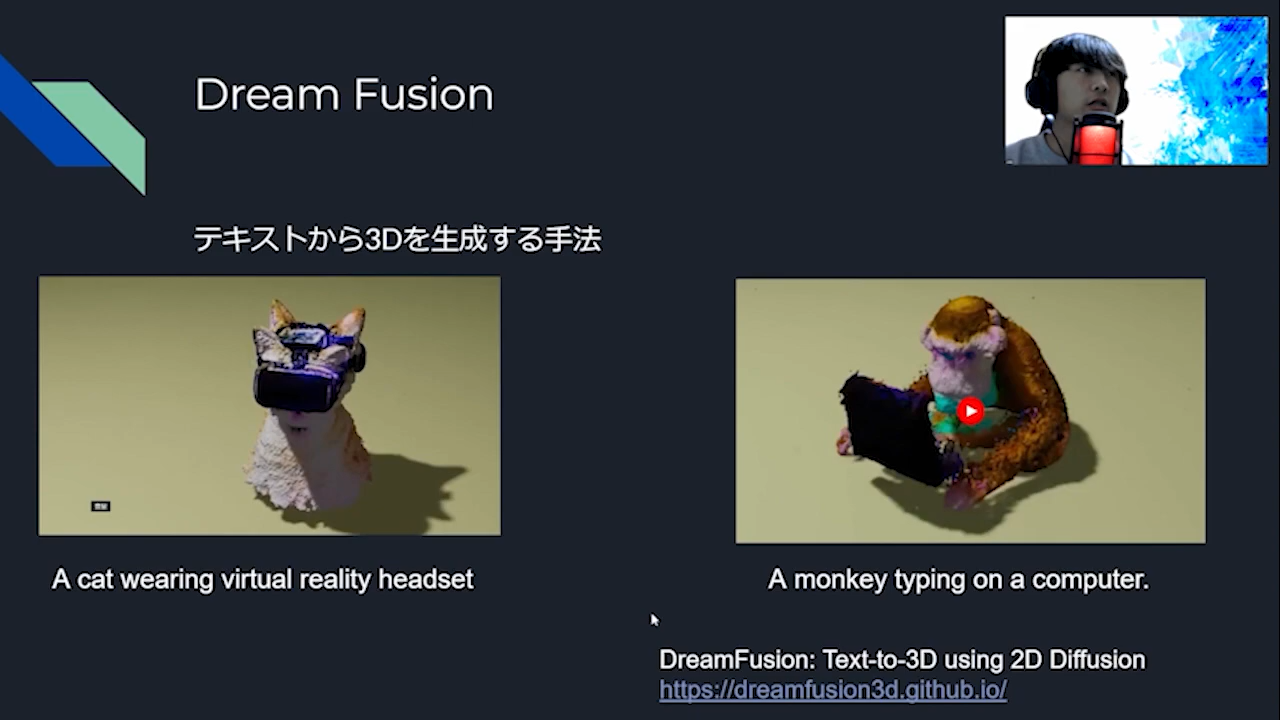 Dream Fusion
テキストから3Dを生成する手法
A cat wearing virtual reality headset
A monkey typing on a computer.
DreamFusion: Text-to-3D using 2D Diffusion
https://dreamfusion3d.github.io/